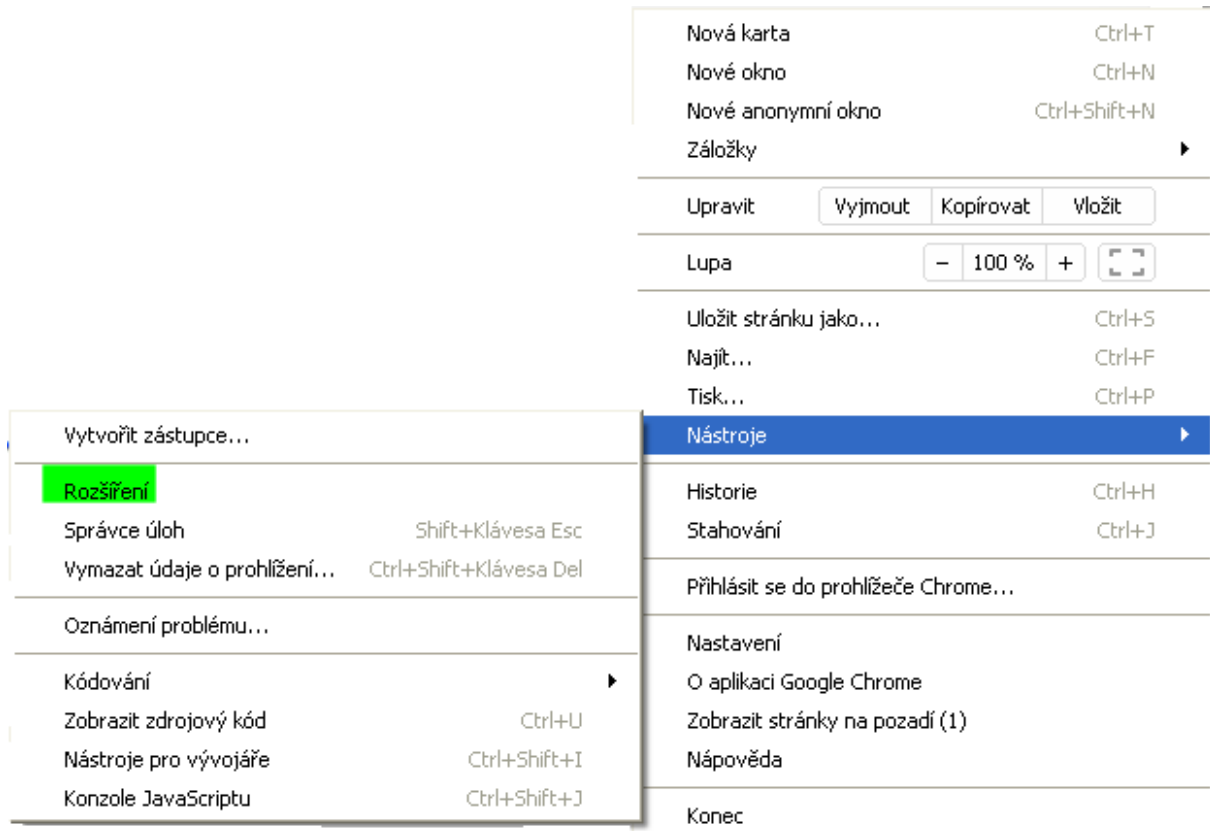 Nová karta Ctrl+T
Nové okno Ctrl+N
Nové anonymní okno Ctrl+Shift+N
Záložky
Upravit Vyjmout Kopírovat Vložit
Lupa − 100 % +
Uložit stránku jako... Ctrl+S
Najít... Ctrl+F
Tisk... Ctrl+P
Nástroje
Historie Ctrl+H
Stahování Ctrl+J
Přihlásit se do prohlížeče Chrome...
Nastavení
O aplikaci Google Chrome
Zobrazit stránky na pozadí (1)
Nápověda
Konec
Vytvořit zástupce...
Rozšíření
Správce úloh Shift+Klávesa Esc
Vymazat údaje o prohlížení... Ctrl+Shift+Klávesa Del
Oznámení problému...
Kódování
Zobrazit zdrojový kód Ctrl+U
Nástroje pro vývojáře Ctrl+Shift+I
Konzole JavaScriptu Ctrl+Shift+J